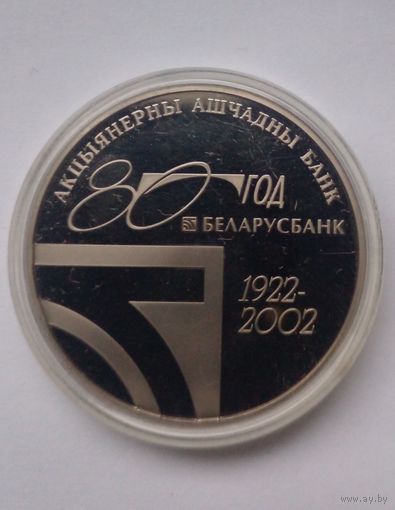 АКЦЫЯНЕРНЫ АШЧАДНЫ БАНК
80 ГОД
БЕЛАРУСБАНК
1922-
2002
© www.ay.by